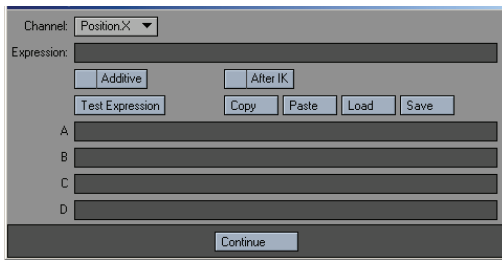 Channel: Position.X
Expression:
Additive After IK
Test Expression Copy Paste Load Save
A
B
C
D
Continue